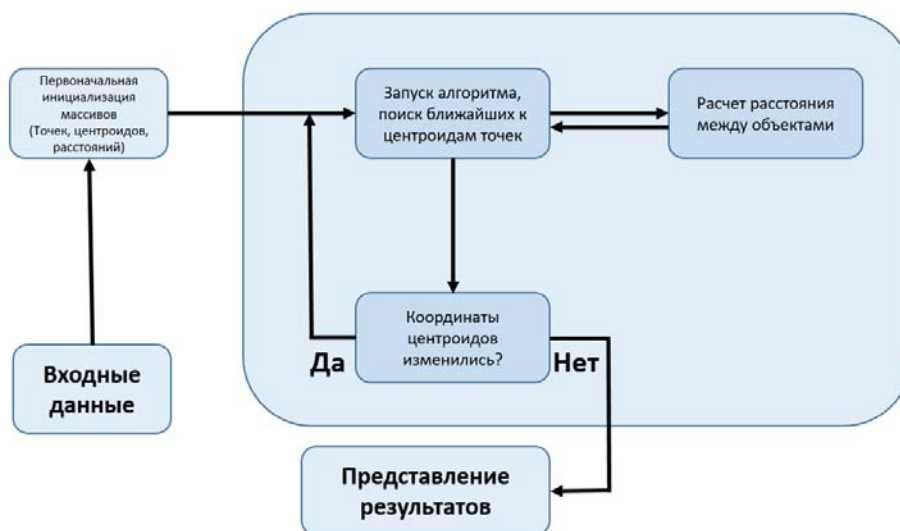 Первоначальная
инициализация
массивов
(Точек, центроидов,
расстояний)
Запуск алгоритма,
поиск ближайших к
центроидам точек
Расчет расстояния
между объектами
Координаты
центроидов
изменились?
Да
Нет
Входные
данные
Представление
результатов